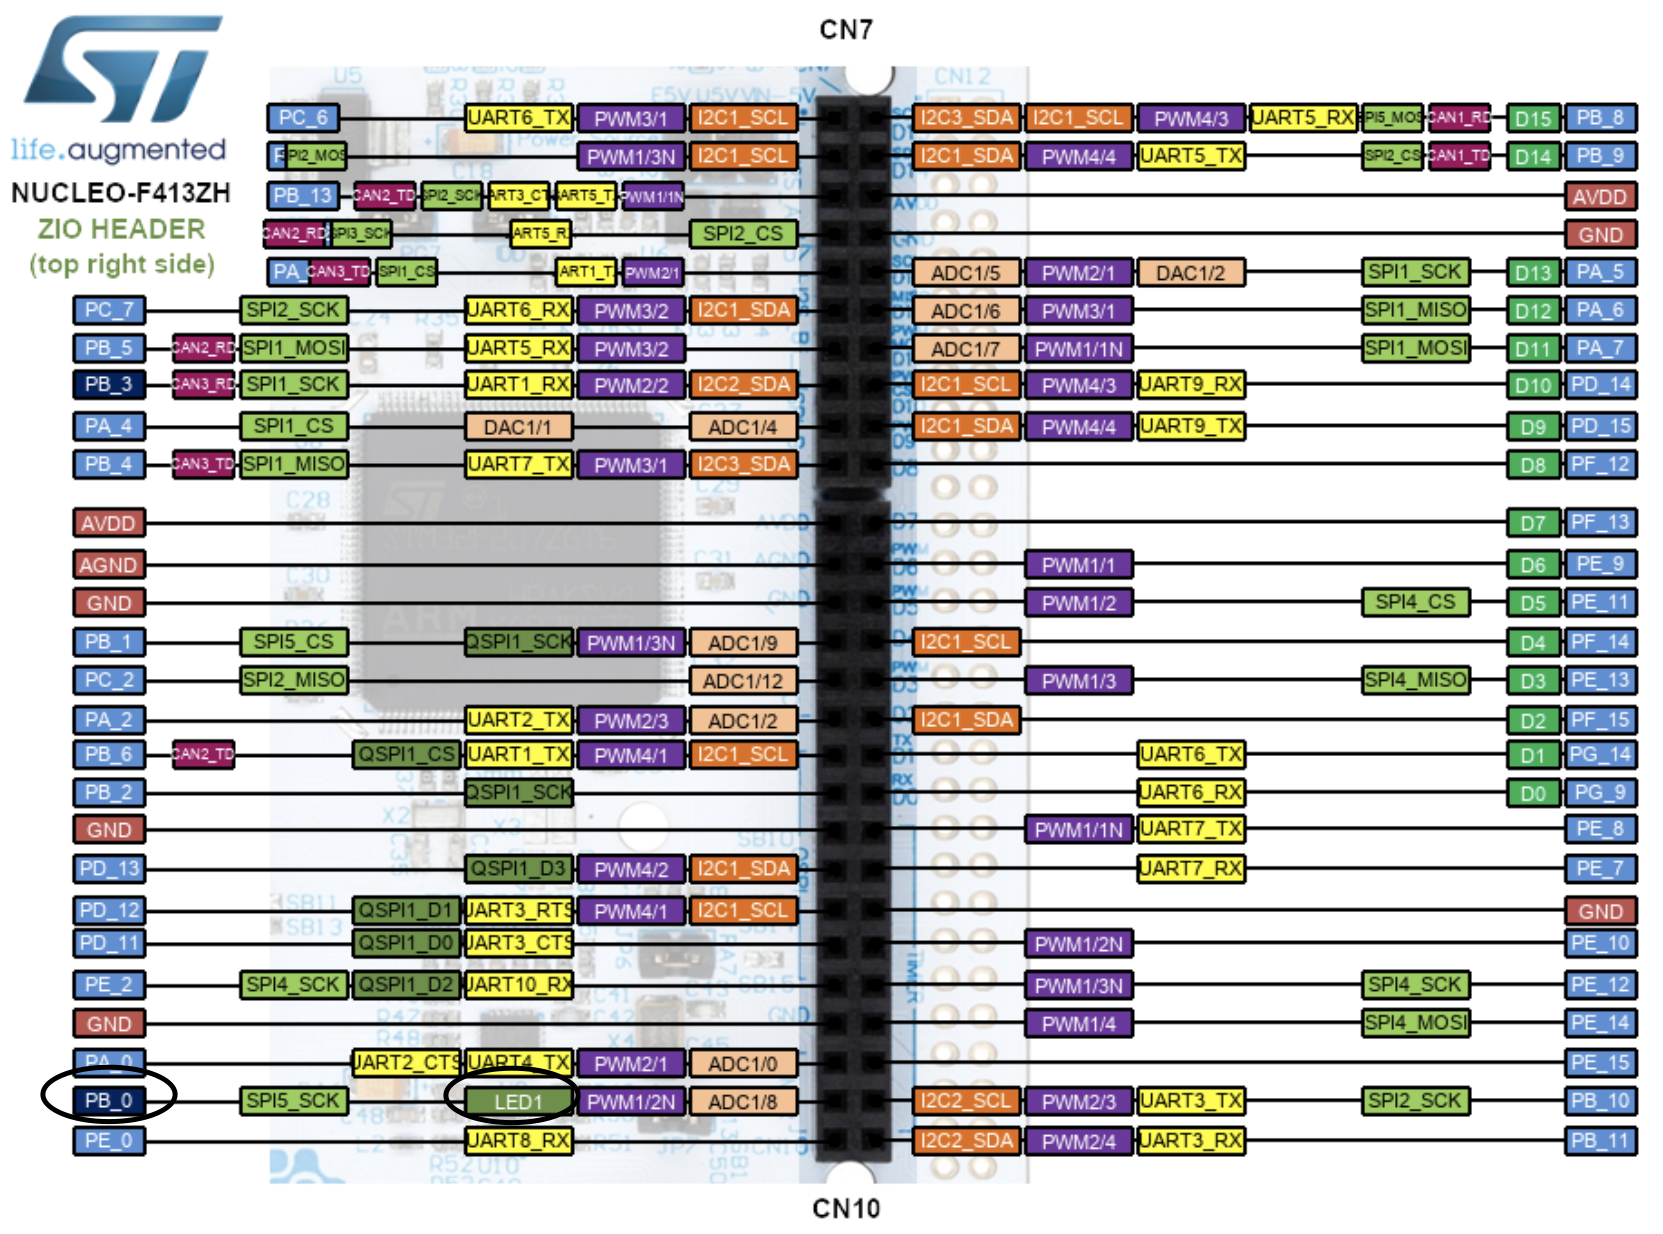 CN7
life.augmented
NUCLEO-F413ZH
ZIO HEADER
(top right side)
PC_6 UART6_TX PWM3/1 I2C1_SCL I2C3_SDA I2C1_SCL PWM4/3 UART5_RX PI5_MOS CAN1_RD D15 PB_8
PI2_MOS PWM1/3N I2C1_SCL I2C1_SDA PWM4/4 UART5_TX SPI2_CS CAN1_TD D14 PB_9
PB_13 CAN2_TD PI2_SCK ART3_CT ART5_T PWM1/1N AVDD
CAN2_RD SPI3_SCK ART5_R SPI2_CS GND
PA_ CAN3_TD SPI1_CS ART1_T PWM2/1 ADC1/5 PWM2/1 DAC1/2 SPI1_SCK D13 PA_5
PC_7 SPI2_SCK UART6_RX PWM3/2 I2C1_SDA ADC1/6 PWM3/1 SPI1_MISO D12 PA_6
PB_5 CAN2_RD SPI1_MOSI UART5_RX PWM3/2 ADC1/7 PWM1/1N SPI1_MOSI D11 PA_7
PB_3 CAN3_RD SPI1_SCK UART1_RX PWM2/2 I2C2_SDA I2C1_SCL PWM4/3 UART9_RX D10 PD_14
PA_4 SPI1_CS DAC1/1 ADC1/4 I2C1_SDA PWM4/4 UART9_TX D9 PD_15
PB_4 CAN3_TD SPI1_MISO UART7_TX PWM3/1 I2C3_SDA D8 PF_12
AVDD D7 PF_13
AGND PWM1/1 D6 PE_9
GND PWM1/2 SPI4_CS D5 PE_11
PB_1 SPI5_CS QSPI1_SCK PWM1/3N ADC1/9 I2C1_SCL D4 PF_14
PC_2 SPI2_MISO ADC1/12 PWM1/3 SPI4_MISO D3 PE_13
PA_2 UART2_TX PWM2/3 ADC1/2 I2C1_SDA D2 PF_15
PB_6 CAN2_TD QSPI1_CS UART1_TX PWM4/1 I2C1_SCL UART6_TX D1 PG_14
PB_2 QSPI1_SCK UART6_RX D0 PG_9
GND PWM1/1N UART7_TX PE_8
PD_13 QSPI1_D3 PWM4/2 I2C1_SDA UART7_RX PE_7
PD_12 QSPI1_D1 UART3_RTS PWM4/1 I2C1_SCL GND
PD_11 QSPI1_D0 UART3_CTS PWM1/2N PE_10
PE_2 SPI4_SCK QSPI1_D2 UART10_RX PWM1/3N SPI4_SCK PE_12
GND PWM1/4 SPI4_MOSI PE_14
PA_0 UART2_CTS UART4_TX PWM2/1 ADC1/0 PE_15
PB_0 SPI5_SCK LED1 PWM1/2N ADC1/8 I2C2_SCL PWM2/3 UART3_TX SPI2_SCK PB_10
PE_0 UART8_RX I2C2_SDA PWM2/4 UART3_RX PB_11
CN10